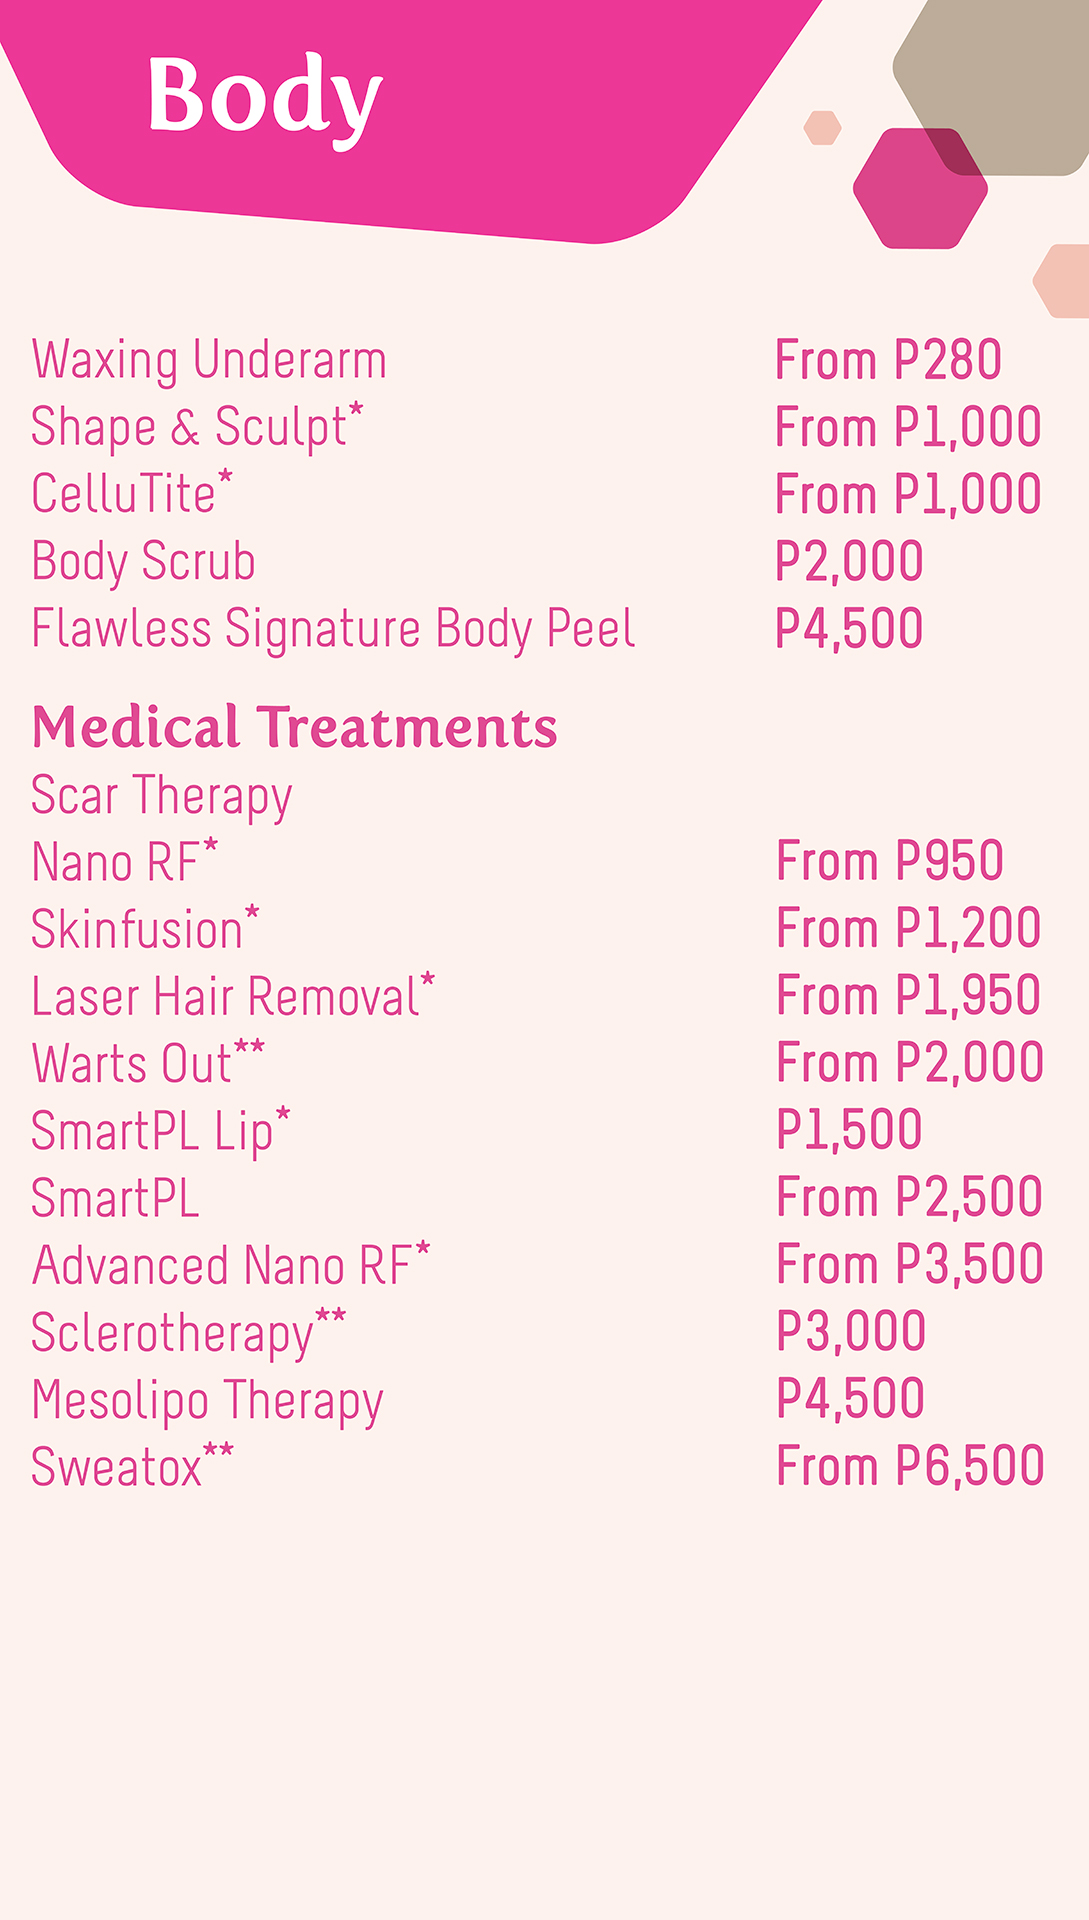 Body
Waxing Underarm From P280
Shape & Sculpt* From P1,000
CelluTite* From P1,000
Body Scrub P2,000
Flawless Signature Body Peel P4,500
Medical Treatments
Scar Therapy
Nano RF* From P950
Skinfusion* From P1,200
Laser Hair Removal* From P1,950
Warts Out** From P2,000
SmartPL Lip* P1,500
SmartPL From P2,500
Advanced Nano RF* From P3,500
Sclerotherapy** P3,000
Mesolipo Therapy P4,500
Sweatox** From P6,500